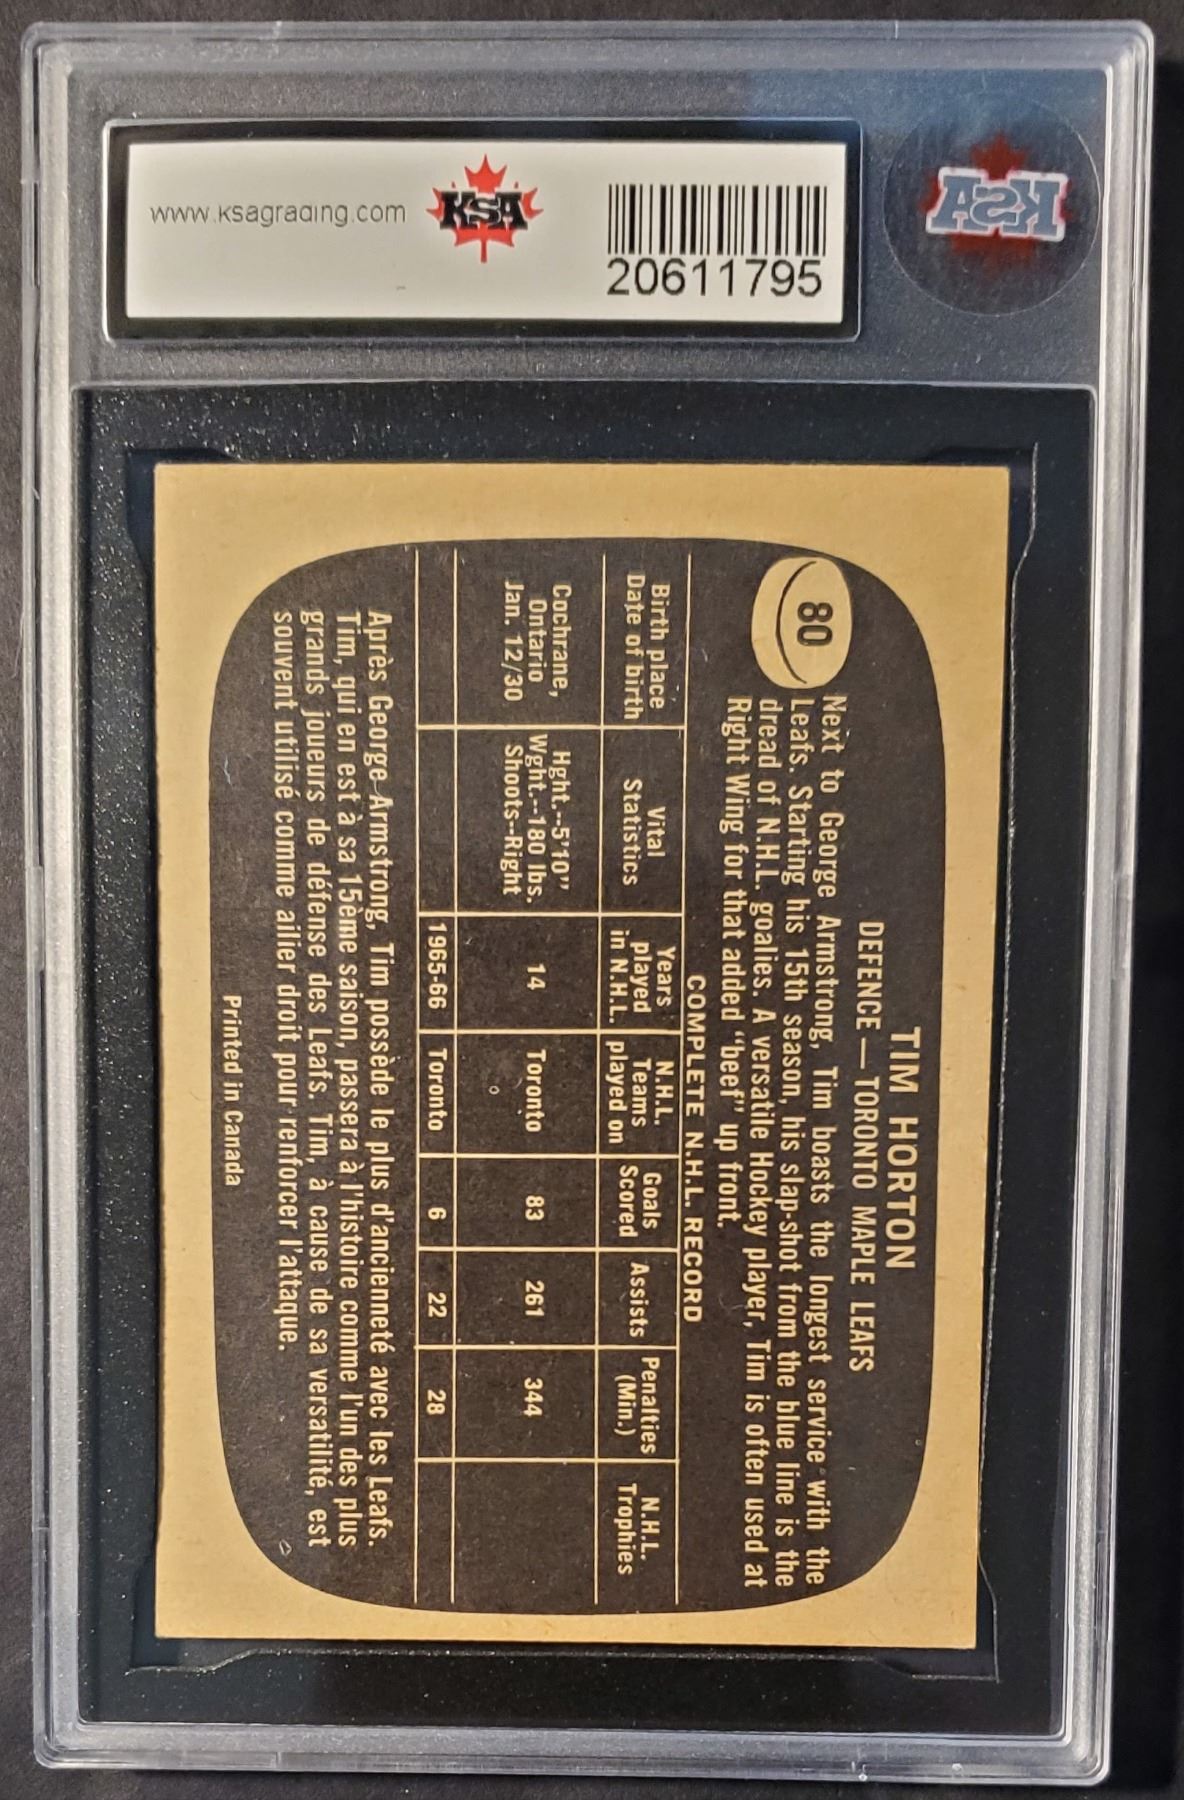 www.ksagrading.com
KSA
20611795
KSA
80
TIM HORTON
DEFENCE — TORONTO MAPLE LEAFS
Next to George Armstrong, Tim boasts the longest service with the
Leafs. Starting his 15th season, his slap-shot from the blue line is the
dread of N.H.L. goalies. A versatile Hockey player, Tim is often used at
Right Wing for that added "beef" up front.
COMPLETE N.H.L. RECORD
Birth place Date of birth
Vital Statistics
Years played in N.H.L.
N.H.L. Teams played on
Goals Scored
Assists
Penalties (Min.)
N.H.L. Trophies
Cochrane, Ontario Jan. 12/30
Hght.--5'10" Wght.--180 lbs. Shoots--Right
14
Toronto
83
261
344
1965-66
Toronto
6
22
28
Après George Armstrong, Tim possède le plus d'ancienneté avec les Leafs.
Tim, qui en est à sa 15ème saison, passera à l'histoire comme l'un des plus
grands joueurs de défense des Leafs. Tim, à cause de sa versatilité, est
souvent utilisé comme ailier droit pour renforcer l'attaque.
Printed in Canada